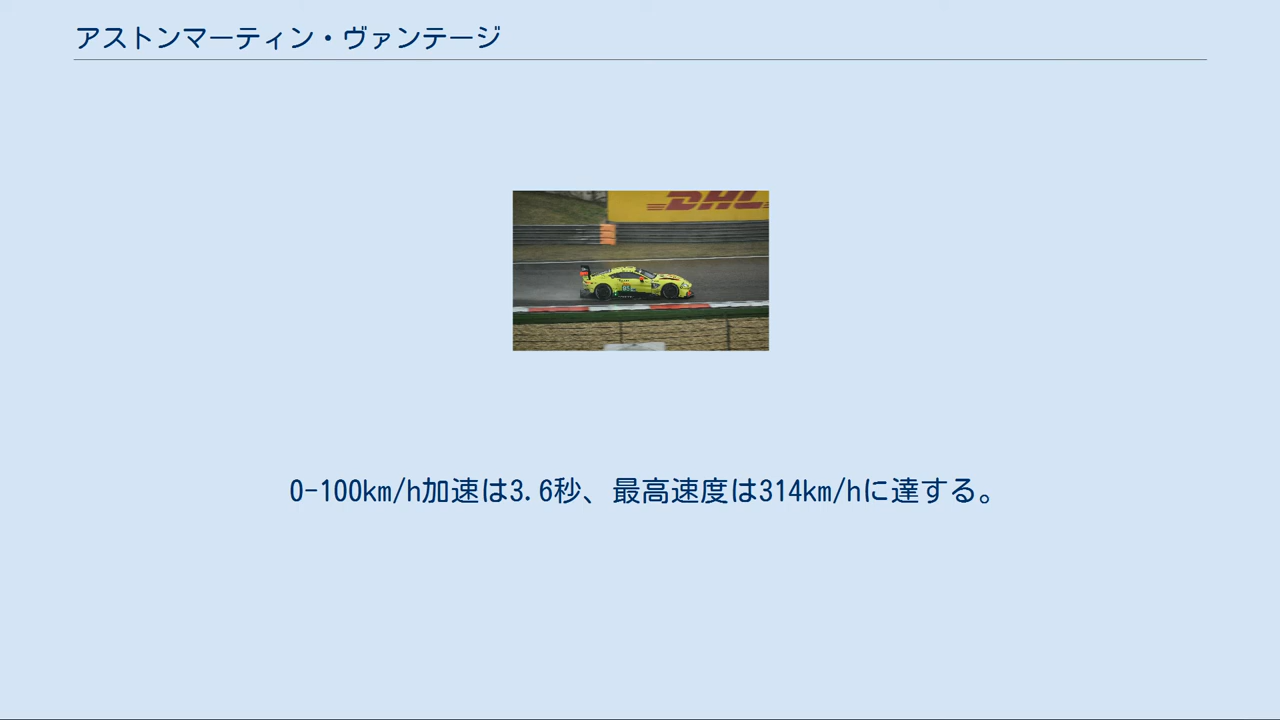 アストンマーティン・ヴァンテージ
DHL
0-100km/h加速は3.6秒、最高速度は314km/hに達する。